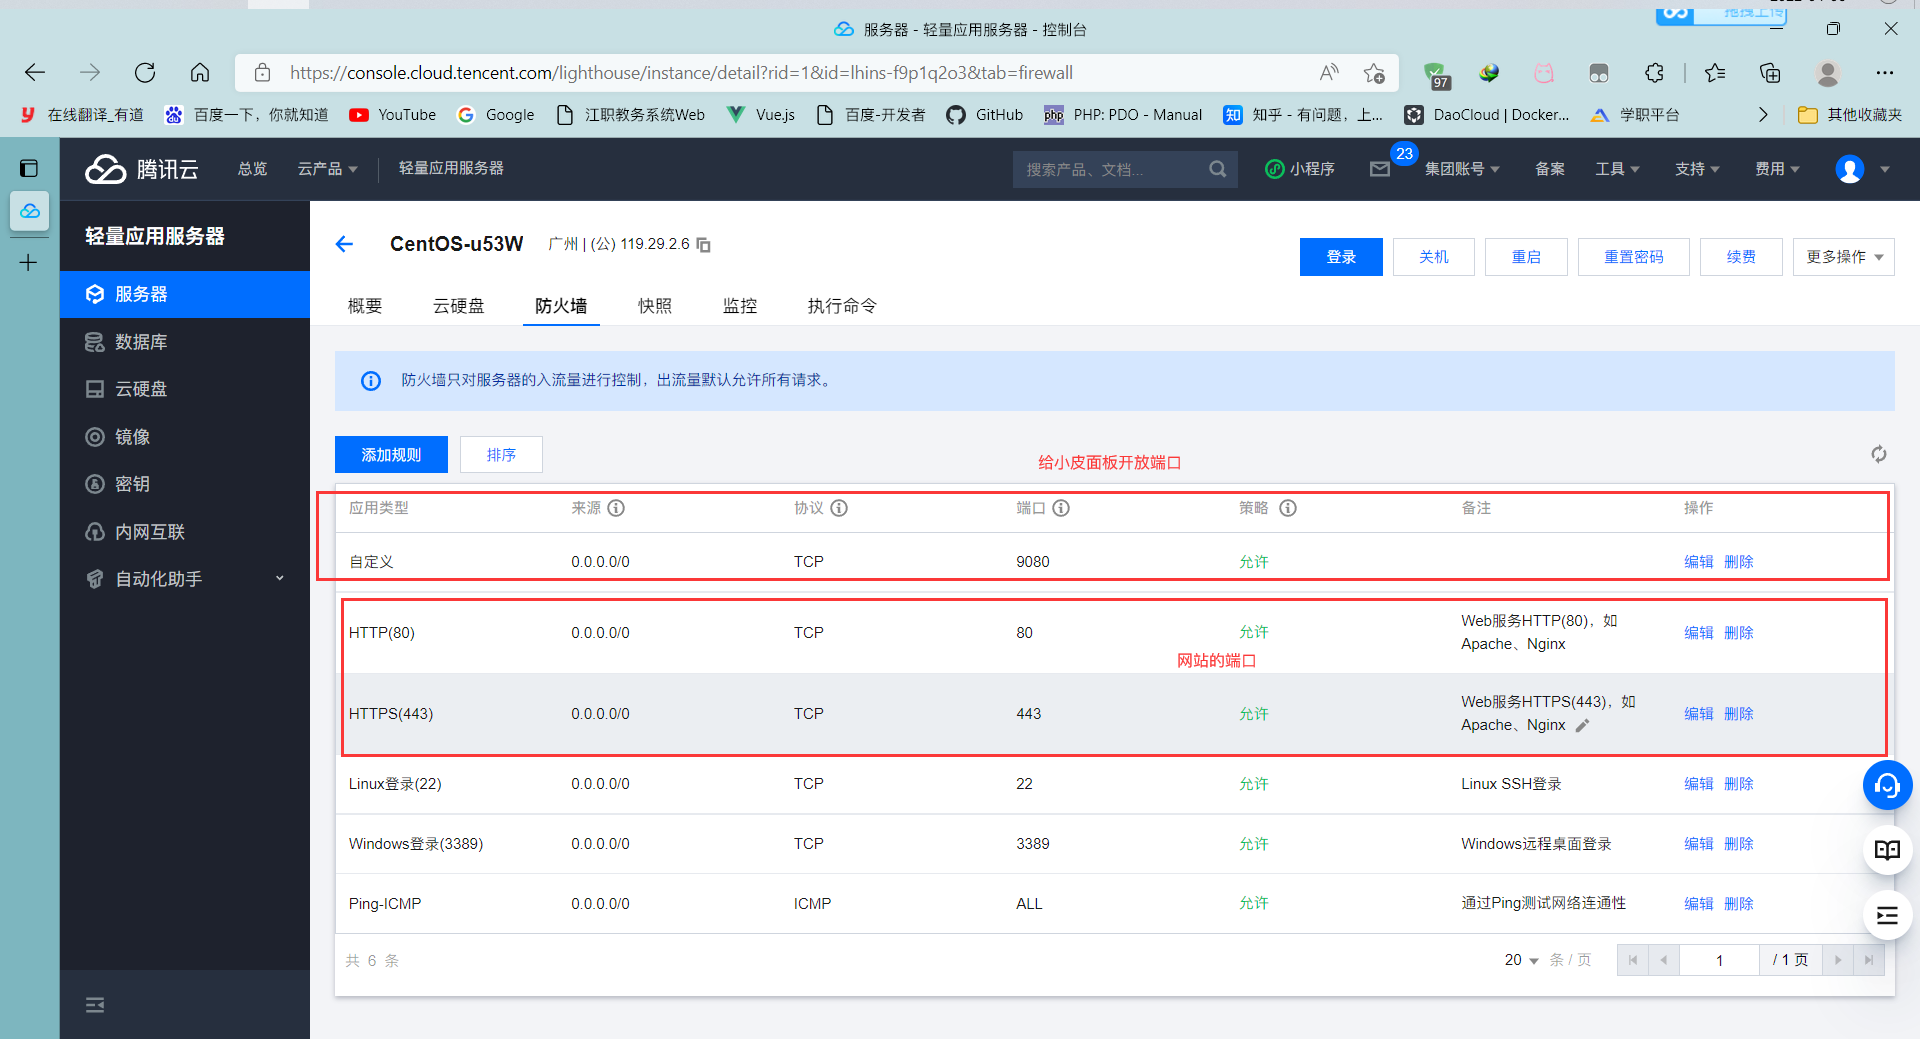 拖拽上传
服务器 - 轻量应用服务器 - 控制台
https://console.cloud.tencent.com/lighthouse/instance/detail?rid=1&id=lhins-f9p1q2o3&tab=firewall
97
在线翻译_有道
百度一下，你就知道
YouTube
Google
江职教务系统Web
Vue.js
百度-开发者
GitHub
php
PHP: PDO - Manual
知
知乎 - 有问题，上...
DaoCloud | Docker...
学职平台
其他收藏夹
腾讯云
总览
云产品
轻量应用服务器
搜索产品、文档...
小程序
23
集团账号
备案
工具
支持
费用
轻量应用服务器
服务器
数据库
云硬盘
镜像
密钥
内网互联
自动化助手
CentOS-u53W
广州 | (公) 119.29.2.6
登录
关机
重启
重置密码
续费
更多操作
概要
云硬盘
防火墙
快照
监控
执行命令
防火墙只对服务器的入流量进行控制，出流量默认允许所有请求。
添加规则
排序
给小皮面板开放端口
应用类型 来源 协议 端口 策略 备注 操作
自定义 0.0.0.0/0 TCP 9080 允许 编辑 删除
HTTP(80) 0.0.0.0/0 TCP 80 允许 Web服务HTTP(80)，如
Apache、Nginx 编辑 删除
网站的端口
HTTPS(443) 0.0.0.0/0 TCP 443 允许 Web服务HTTPS(443)，如
Apache、Nginx 编辑 删除
Linux登录(22) 0.0.0.0/0 TCP 22 允许 Linux SSH登录 编辑 删除
Windows登录(3389) 0.0.0.0/0 TCP 3389 允许 Windows远程桌面登录 编辑 删除
Ping-ICMP 0.0.0.0/0 ICMP ALL 允许 通过Ping测试网络连通性 编辑 删除
共 6 条
20 条 / 页
1 / 1 页